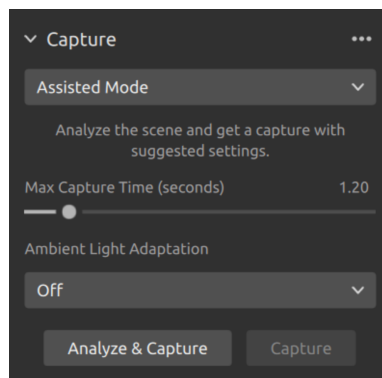 Capture
Assisted Mode
Analyze the scene and get a capture with
suggested settings.
Max Capture Time (seconds) 1.20
Ambient Light Adaptation
Off
Analyze & Capture Capture